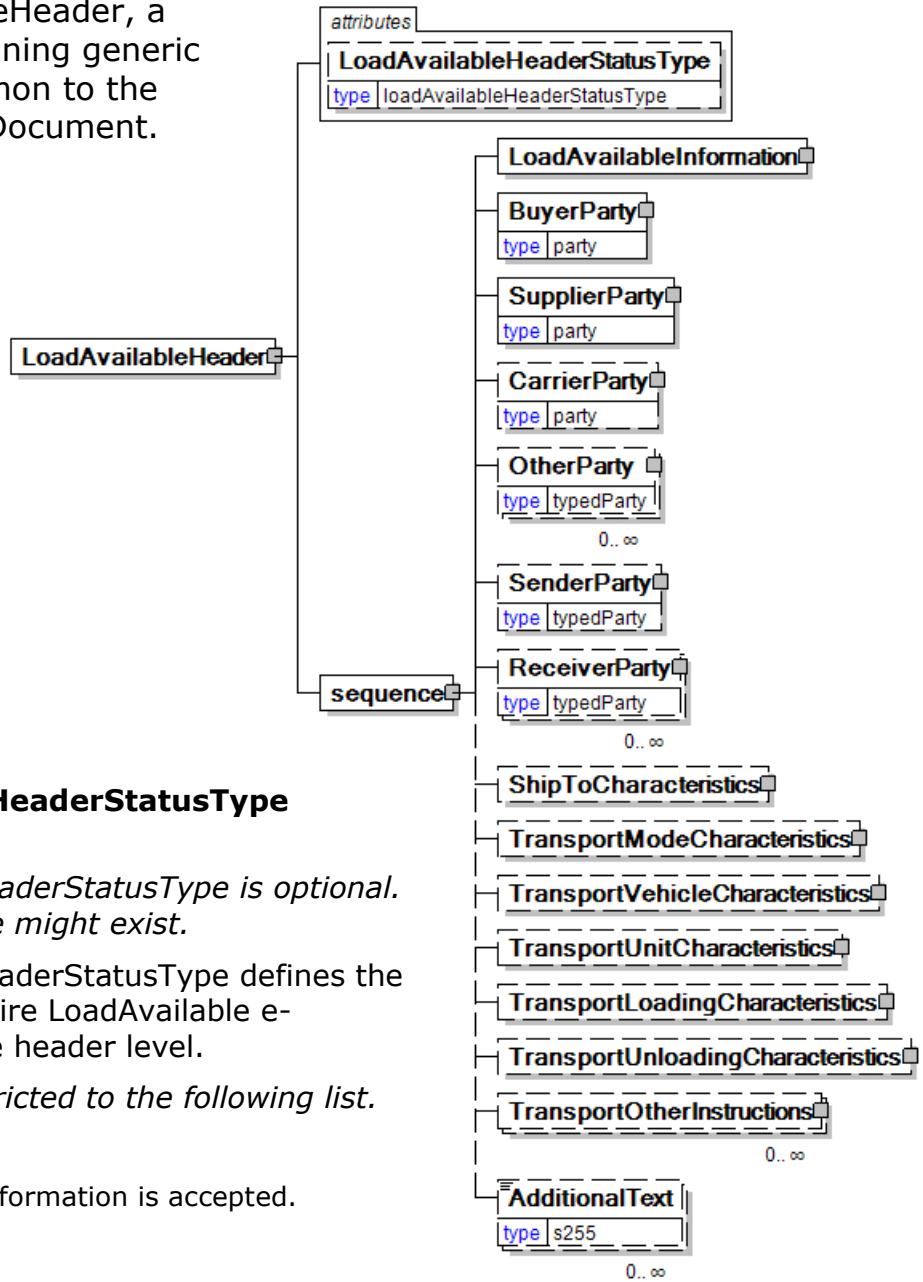 eHeader, a
ning generic
mon to the
Document.
attributes
LoadAvailableHeaderStatusType
type loadAvailableHeaderStatusType
LoadAvailableHeader
sequence
LoadAvailableInformation
BuyerParty
type party
SupplierParty
type party
CarrierParty
type party
OtherParty
type typedParty
0.. ∞
SenderParty
type typedParty
ReceiverParty
type typedParty
0.. ∞
ShipToCharacteristics
TransportModeCharacteristics
TransportVehicleCharacteristics
TransportUnitCharacteristics
TransportLoadingCharacteristics
TransportUnloadingCharacteristics
TransportOtherInstructions
0.. ∞
AdditionalText
type s255
0.. ∞
HeaderStatusType
aderStatusType is optional.
e might exist.
eaderStatusType defines the
ire LoadAvailable e-
e header level.
ricted to the following list.
formation is accepted.